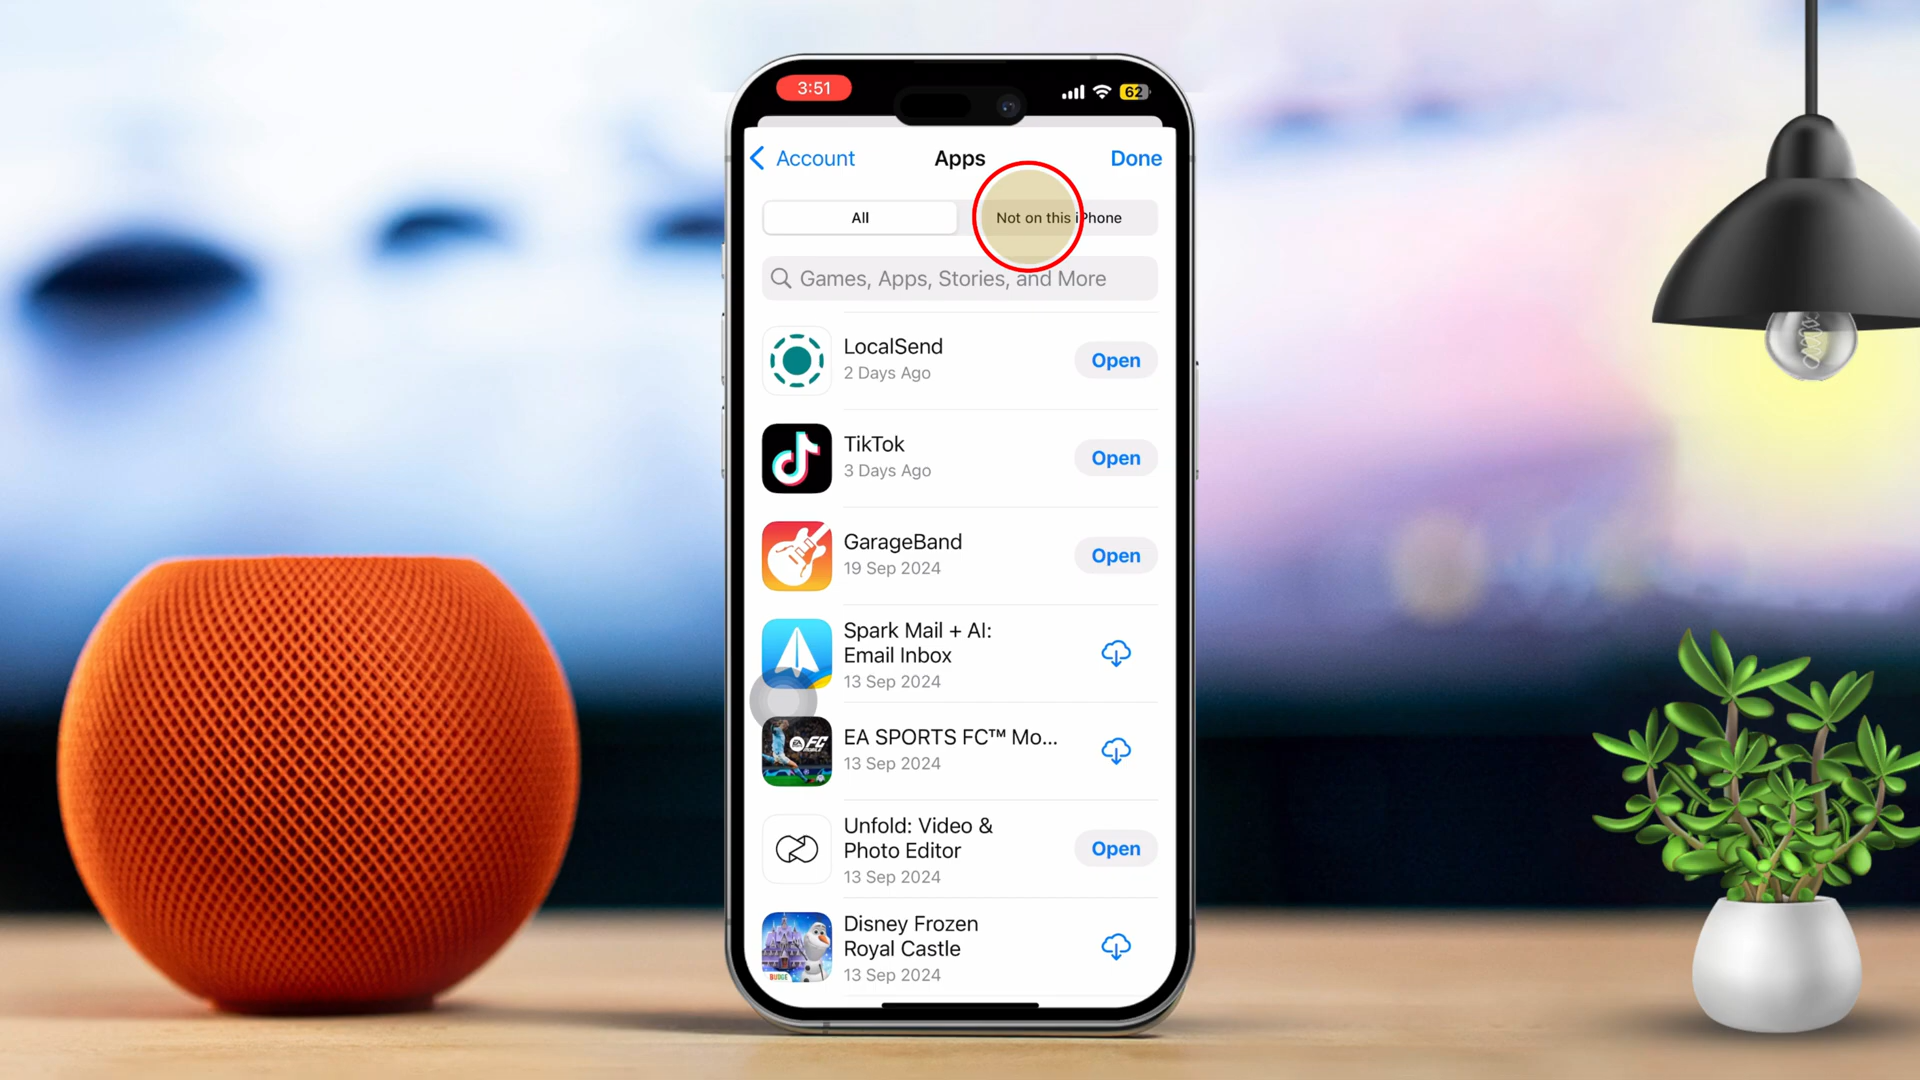 3:51
62
Account
Apps
Done
All
Not on this iPhone
Games, Apps, Stories, and More
LocalSend
2 Days Ago
Open
TikTok
3 Days Ago
Open
GarageBand
19 Sep 2024
Open
Spark Mail + AI:
Email Inbox
13 Sep 2024
EA FC
EA SPORTS FC™ Mo...
13 Sep 2024
Unfold: Video &
Photo Editor
13 Sep 2024
Open
BUDGE
Disney Frozen
Royal Castle
13 Sep 2024